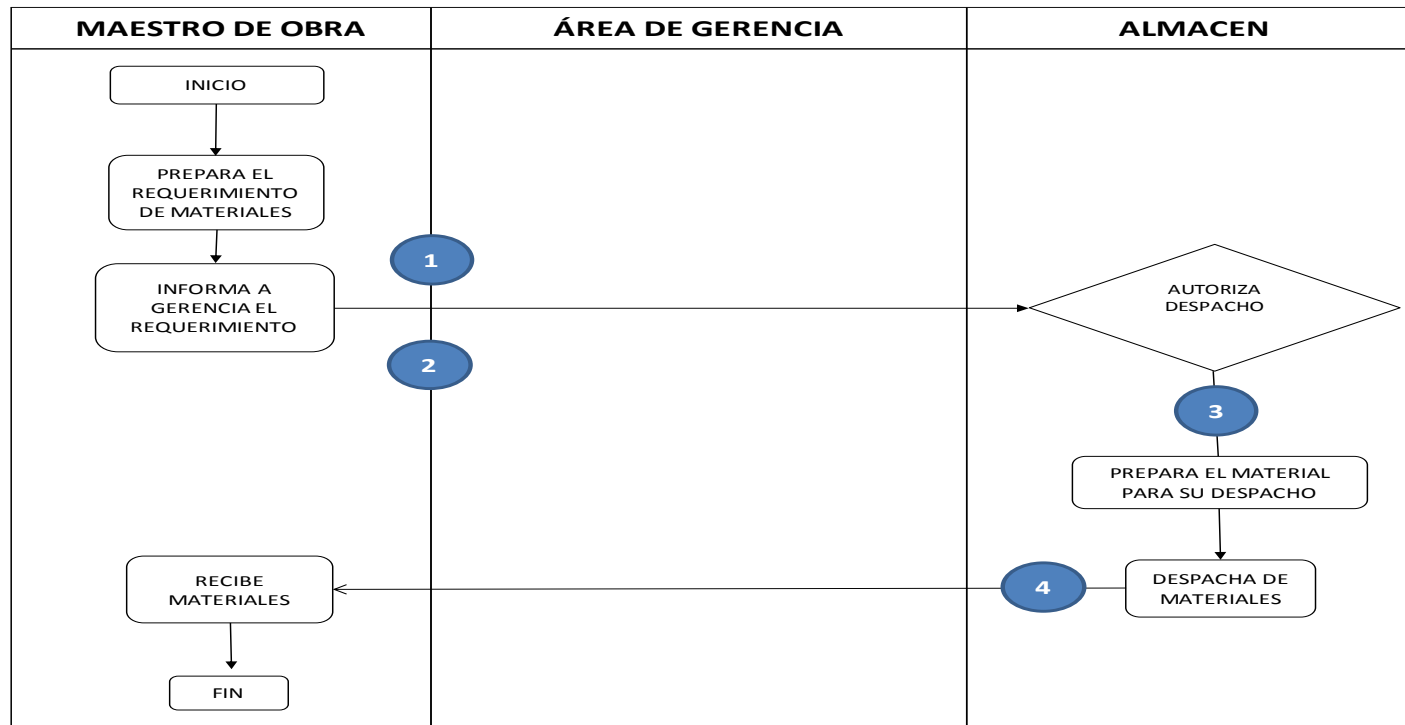 MAESTRO DE OBRA
ÁREA DE GERENCIA
ALMACEN
INICIO
PREPARA EL
REQUERIMIENTO
DE MATERIALES
1
INFORMA A
GERENCIA EL
REQUERIMIENTO
AUTORIZA
DESPACHO
2
3
PREPARA EL MATERIAL
PARA SU DESPACHO
RECIBE
MATERIALES
4
DESPACHA DE
MATERIALES
FIN